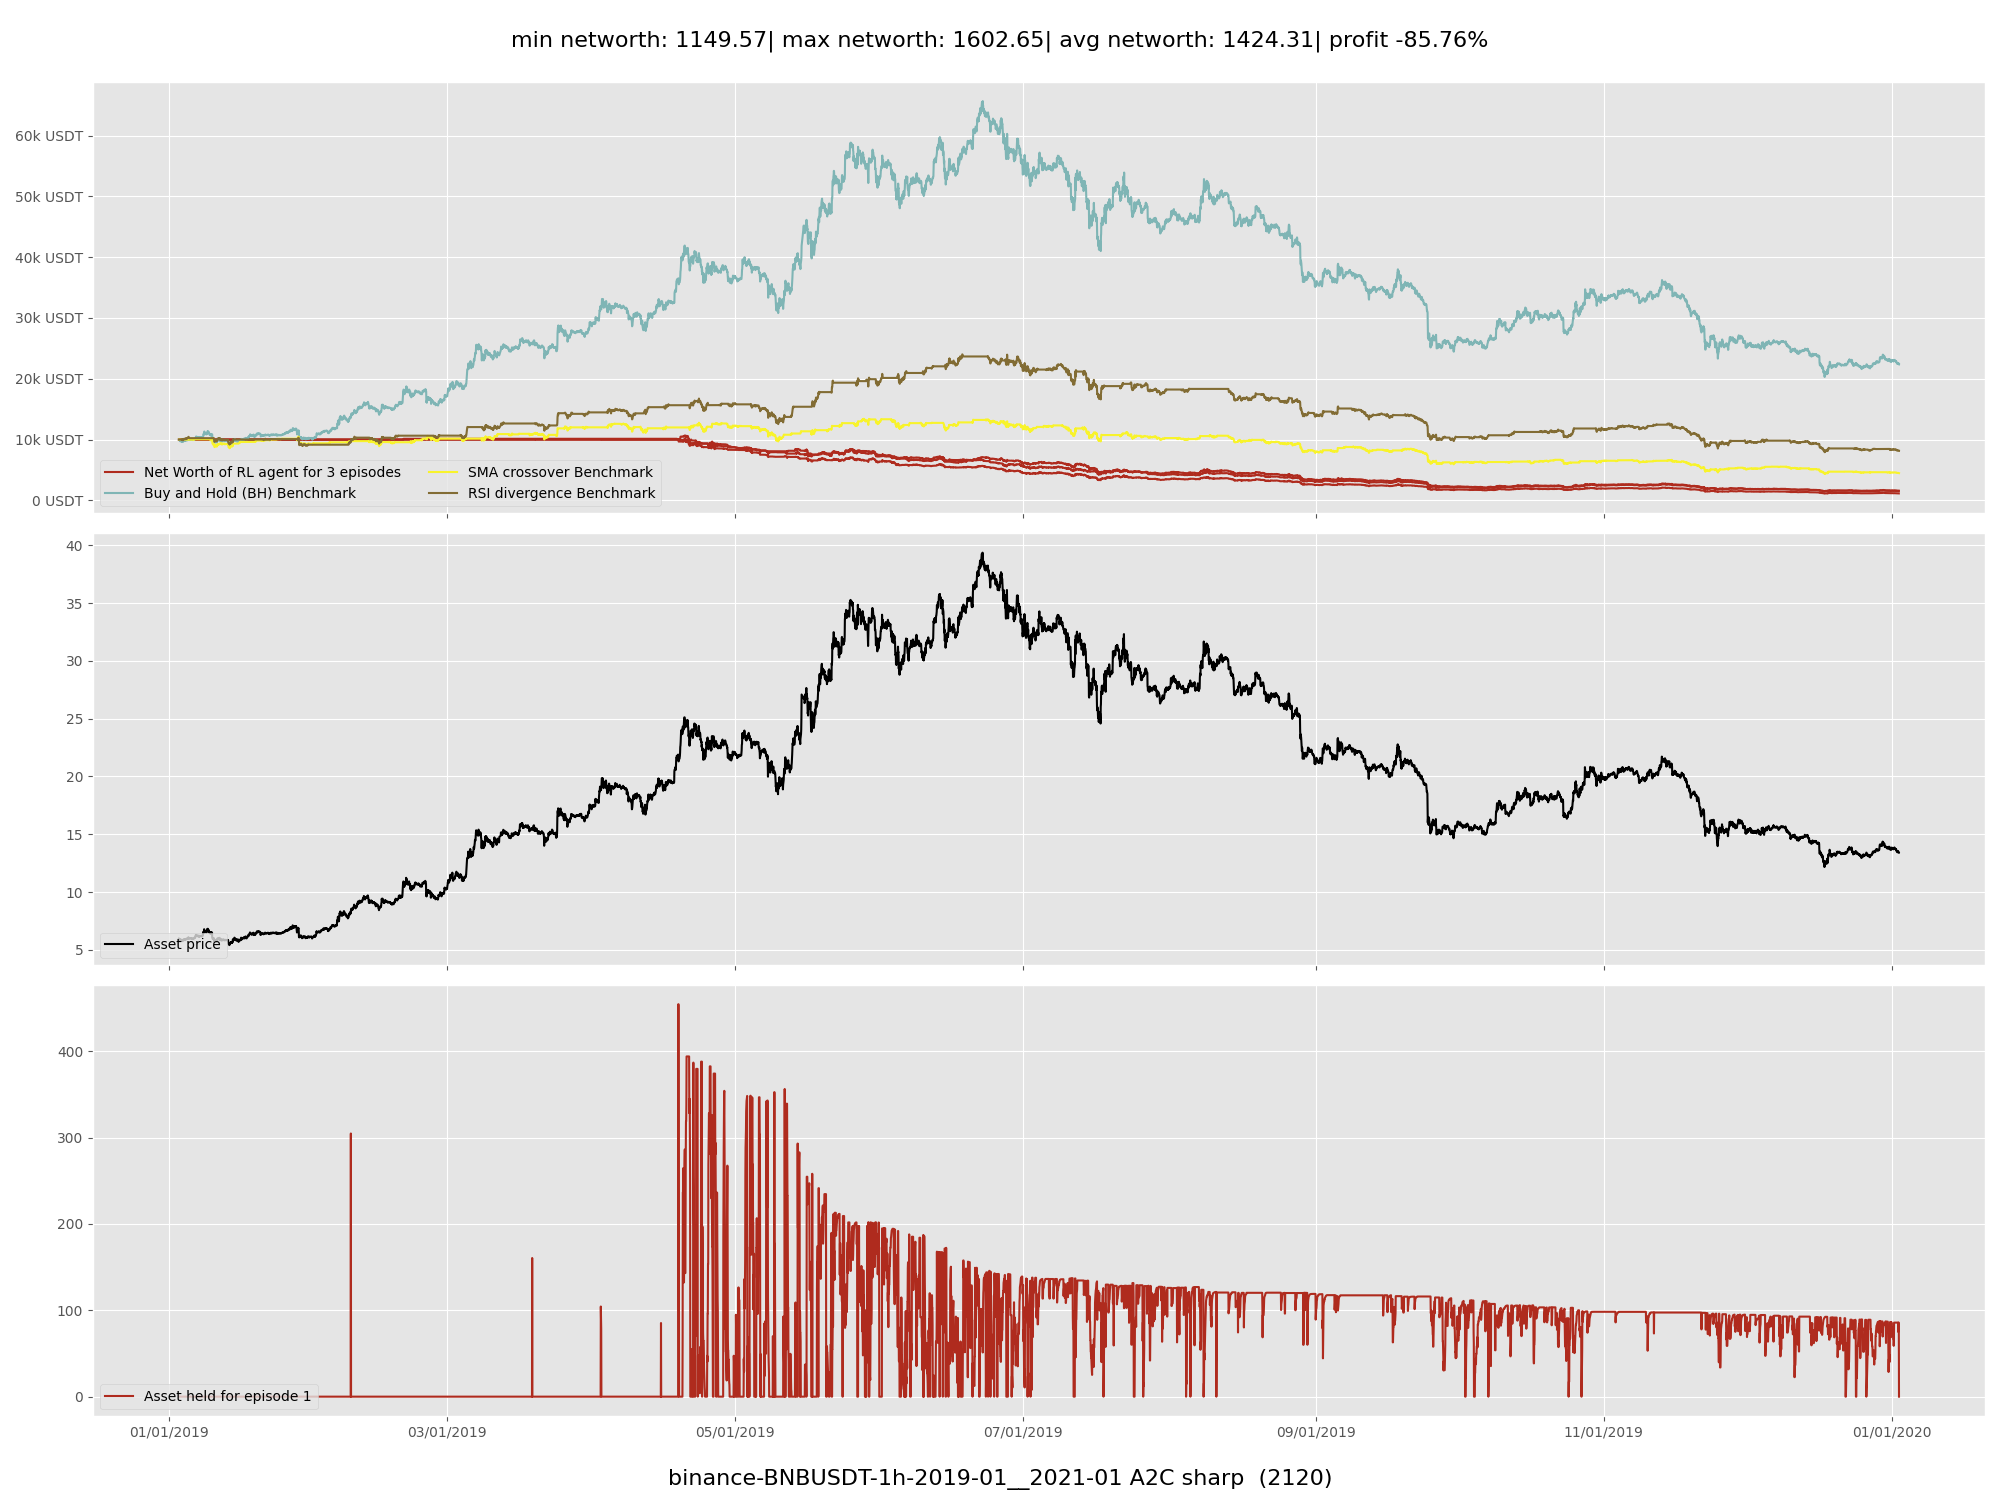 min networth: 1149.57| max networth: 1602.65| avg networth: 1424.31| profit -85.76%
60k USDT
50k USDT
40k USDT
30k USDT
20k USDT
10k USDT
0 USDT
Net Worth of RL agent for 3 episodes
Buy and Hold (BH) Benchmark
SMA crossover Benchmark
RSI divergence Benchmark
40
35
30
25
20
15
10
5
Asset price
400
300
200
100
0
Asset held for episode 1
01/01/2019
03/01/2019
05/01/2019
07/01/2019
09/01/2019
11/01/2019
01/01/2020
binance-BNBUSDT-1h-2019-01__2021-01 A2C sharp  (2120)